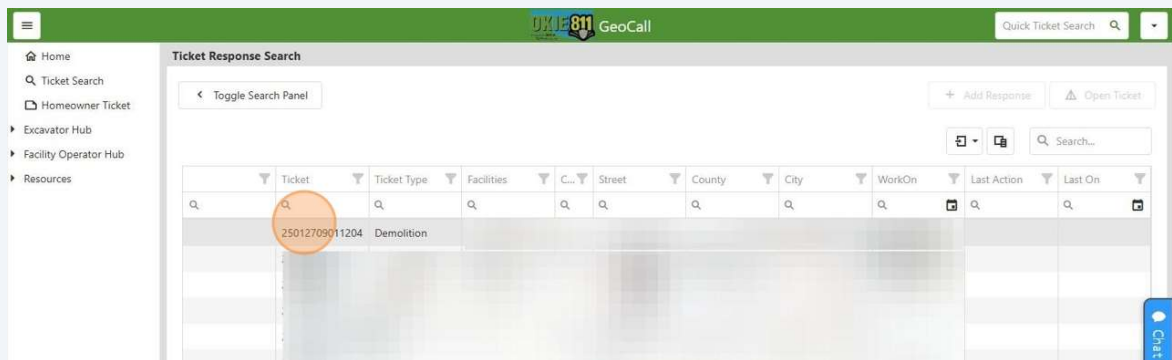 OKIE811 GeoCall
Quick Ticket Search
Home
Ticket Search
Homeowner Ticket
Excavator Hub
Facility Operator Hub
Resources
Ticket Response Search
Toggle Search Panel
+ Add Response
Open Ticket
Search...
Ticket Ticket Type Facilities C... Street County City WorkOn Last Action Last On
25012709011204 Demolition
Chat